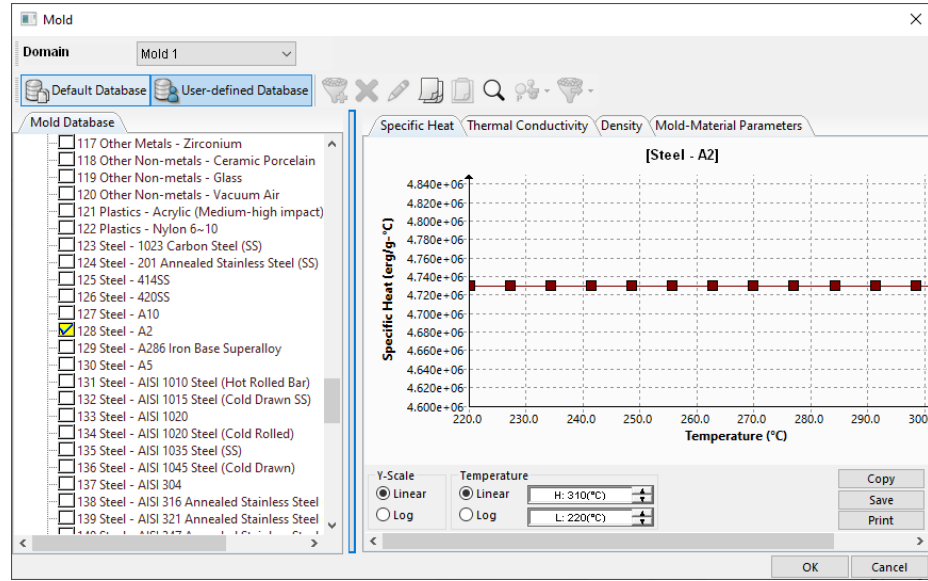 Mold
Domain
Mold 1
Default Database
User-defined Database
Mold Database
117 Other Metals - Zirconium
118 Other Non-metals - Ceramic Porcelain
119 Other Non-metals - Glass
120 Other Non-metals - Vacuum Air
121 Plastics - Acrylic (Medium-high impact)
122 Plastics - Nylon 6~10
123 Steel - 1023 Carbon Steel (SS)
124 Steel - 201 Annealed Stainless Steel (SS)
125 Steel - 414SS
126 Steel - 420SS
127 Steel - A10
128 Steel - A2
129 Steel - A286 Iron Base Superalloy
130 Steel - A5
131 Steel - AISI 1010 Steel (Hot Rolled Bar)
132 Steel - AISI 1015 Steel (Cold Drawn SS)
133 Steel - AISI 1020
134 Steel - AISI 1020 Steel (Cold Rolled)
135 Steel - AISI 1035 Steel (SS)
136 Steel - AISI 1045 Steel (Cold Drawn)
137 Steel - AISI 304
138 Steel - AISI 316 Annealed Stainless Steel
139 Steel - AISI 321 Annealed Stainless Steel
Specific Heat
Thermal Conductivity
Density
Mold-Material Parameters
[Steel - A2]
Specific Heat (erg/g-°C)
4.840e+06
4.820e+06
4.800e+06
4.780e+06
4.760e+06
4.740e+06
4.720e+06
4.700e+06
4.680e+06
4.660e+06
4.640e+06
4.620e+06
4.600e+06
220.0 230.0 240.0 250.0 260.0 270.0 280.0 290.0 300
Temperature (°C)
Y-Scale
Linear
Log
Temperature
Linear
Log
H: 310(°C)
L: 220(°C)
Copy
Save
Print
OK
Cancel